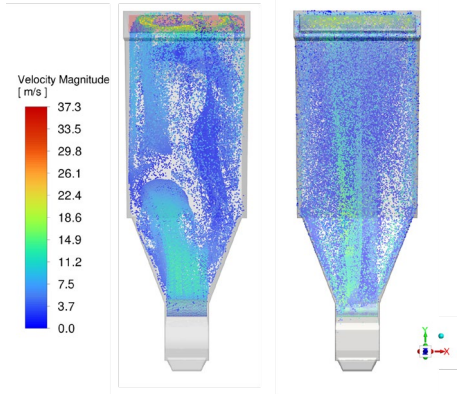 Velocity Magnitude
[ m/s ]
37.3
33.5
29.8
26.1
22.4
18.6
14.9
11.2
7.5
3.7
0.0
Y
X